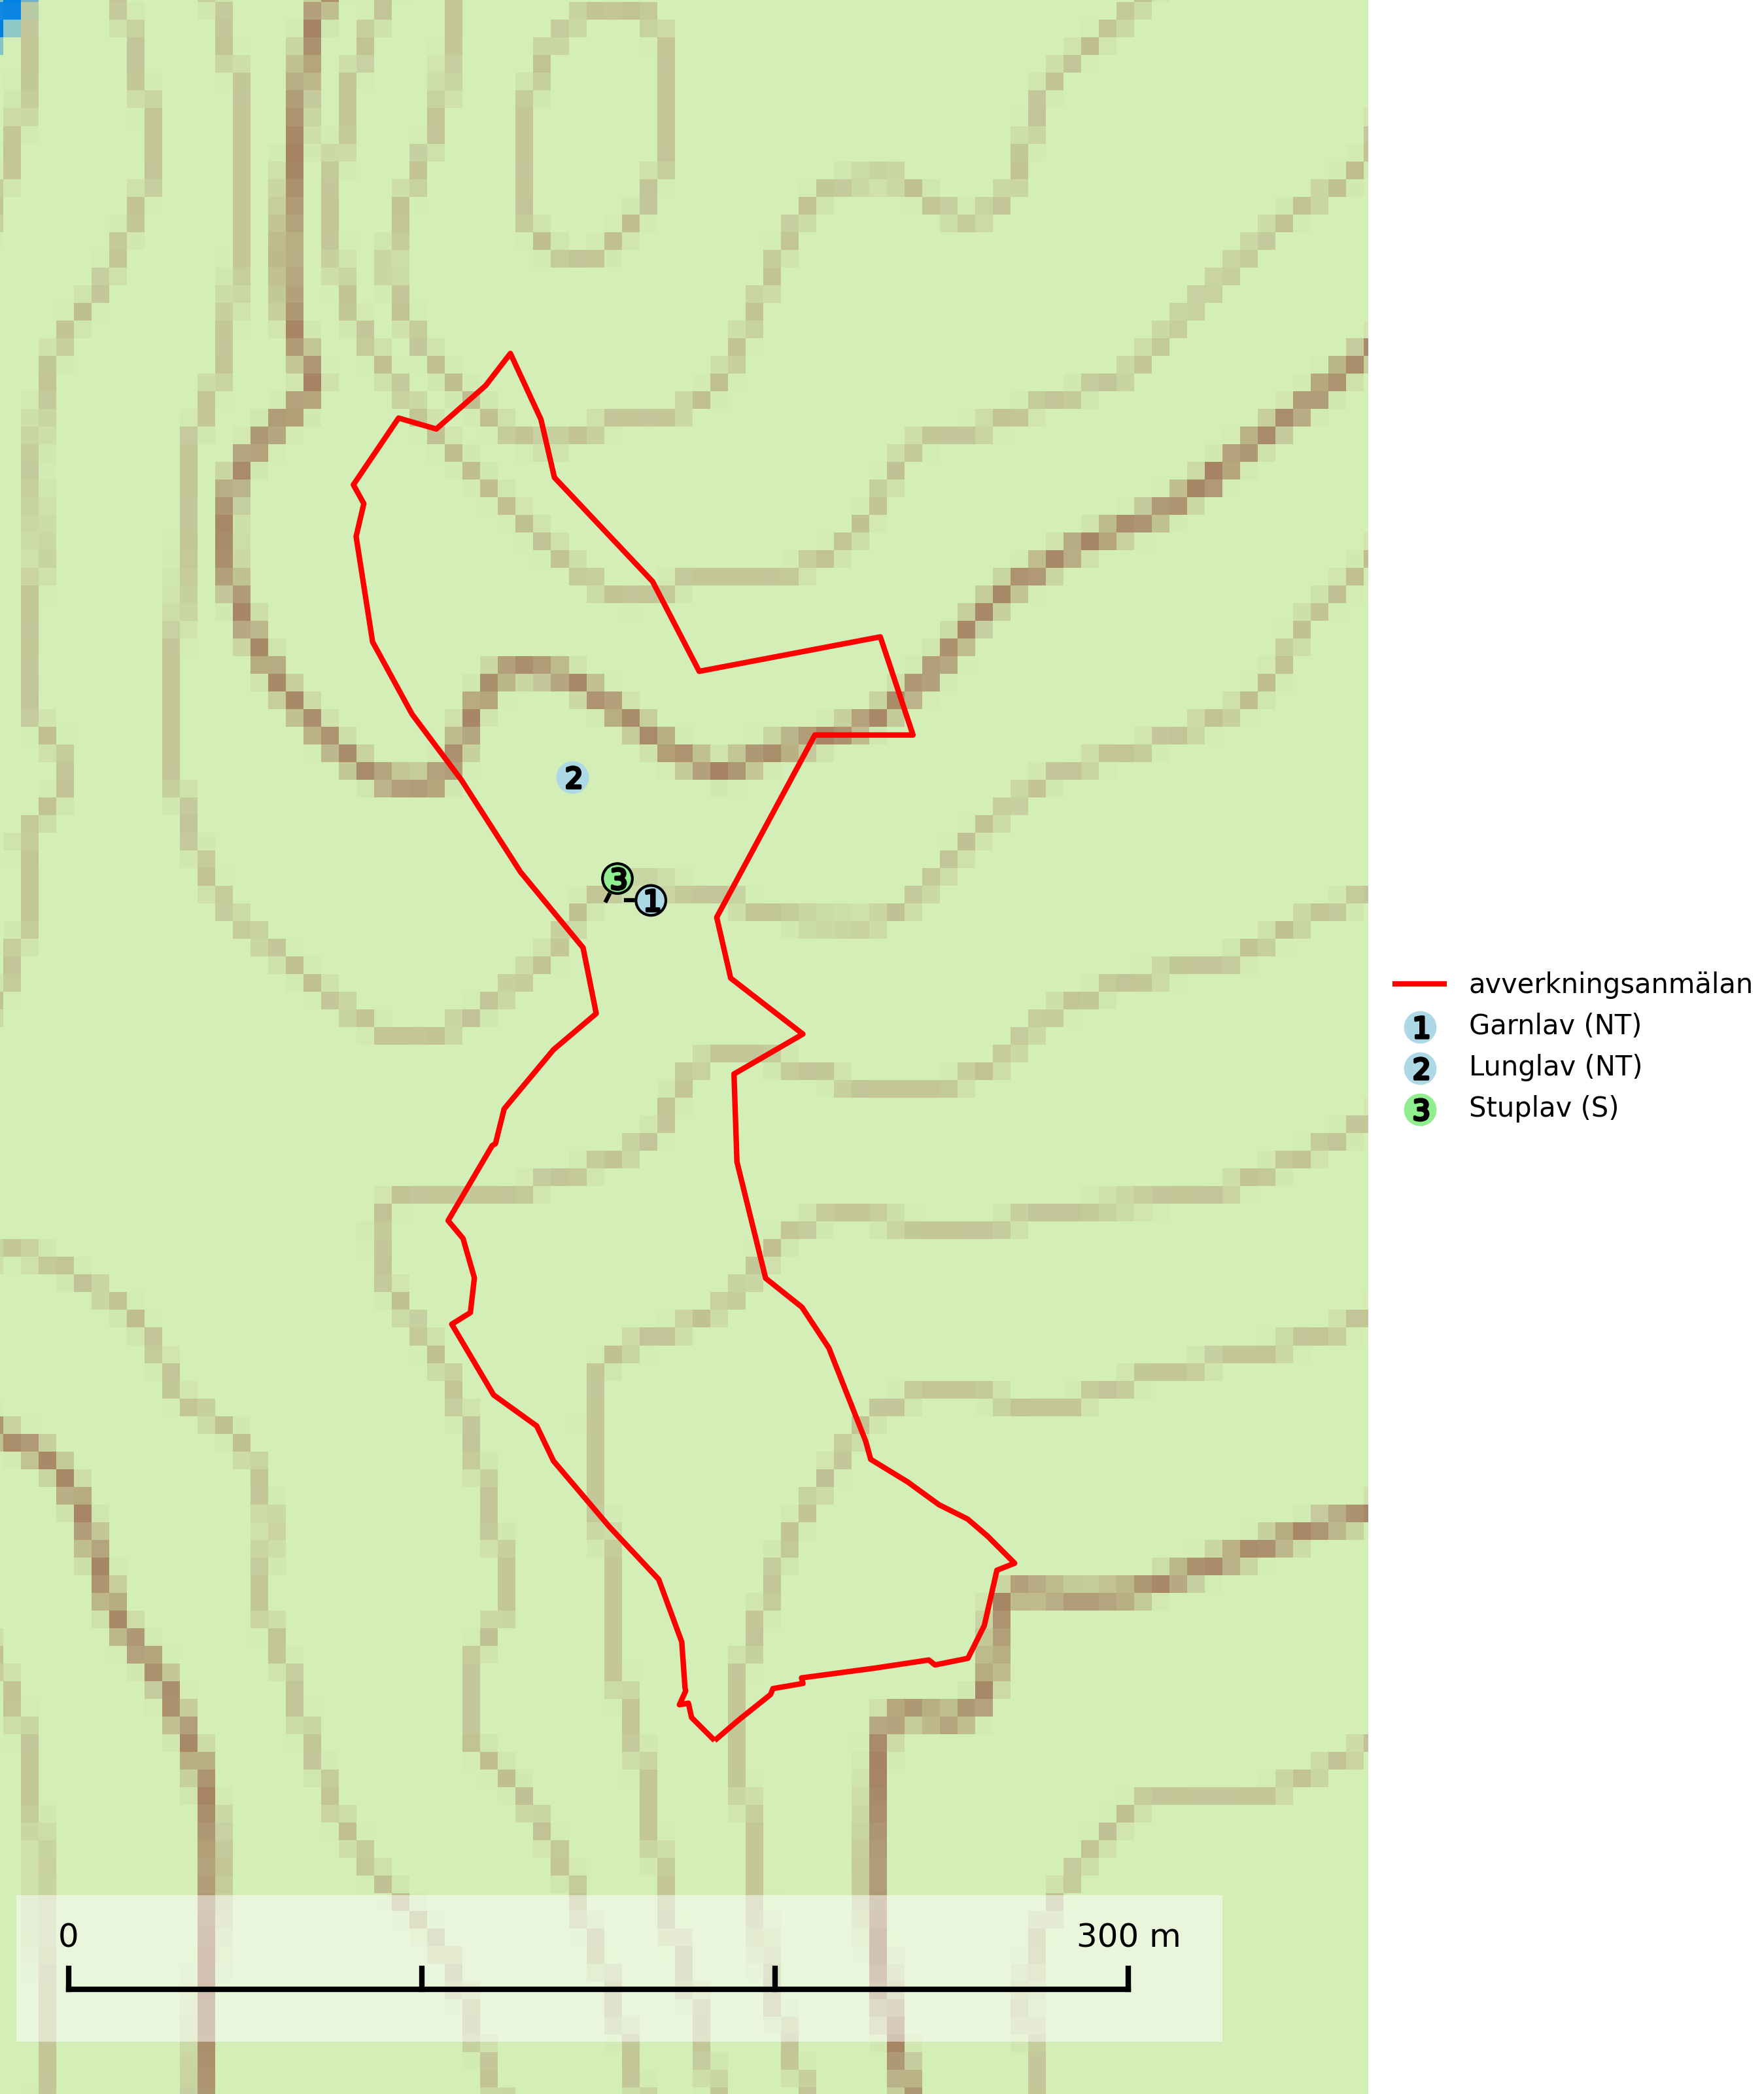 2
3
1
avverkningsanmälan
1 Garnlav (NT)
2 Lunglav (NT)
3 Stuplav (S)
0 300 m